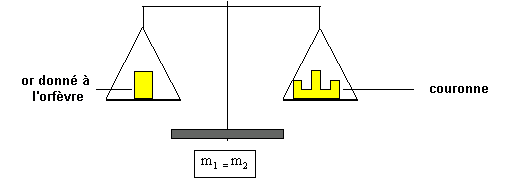 or donné à
l'orfèvre
couronne
m1 = m2